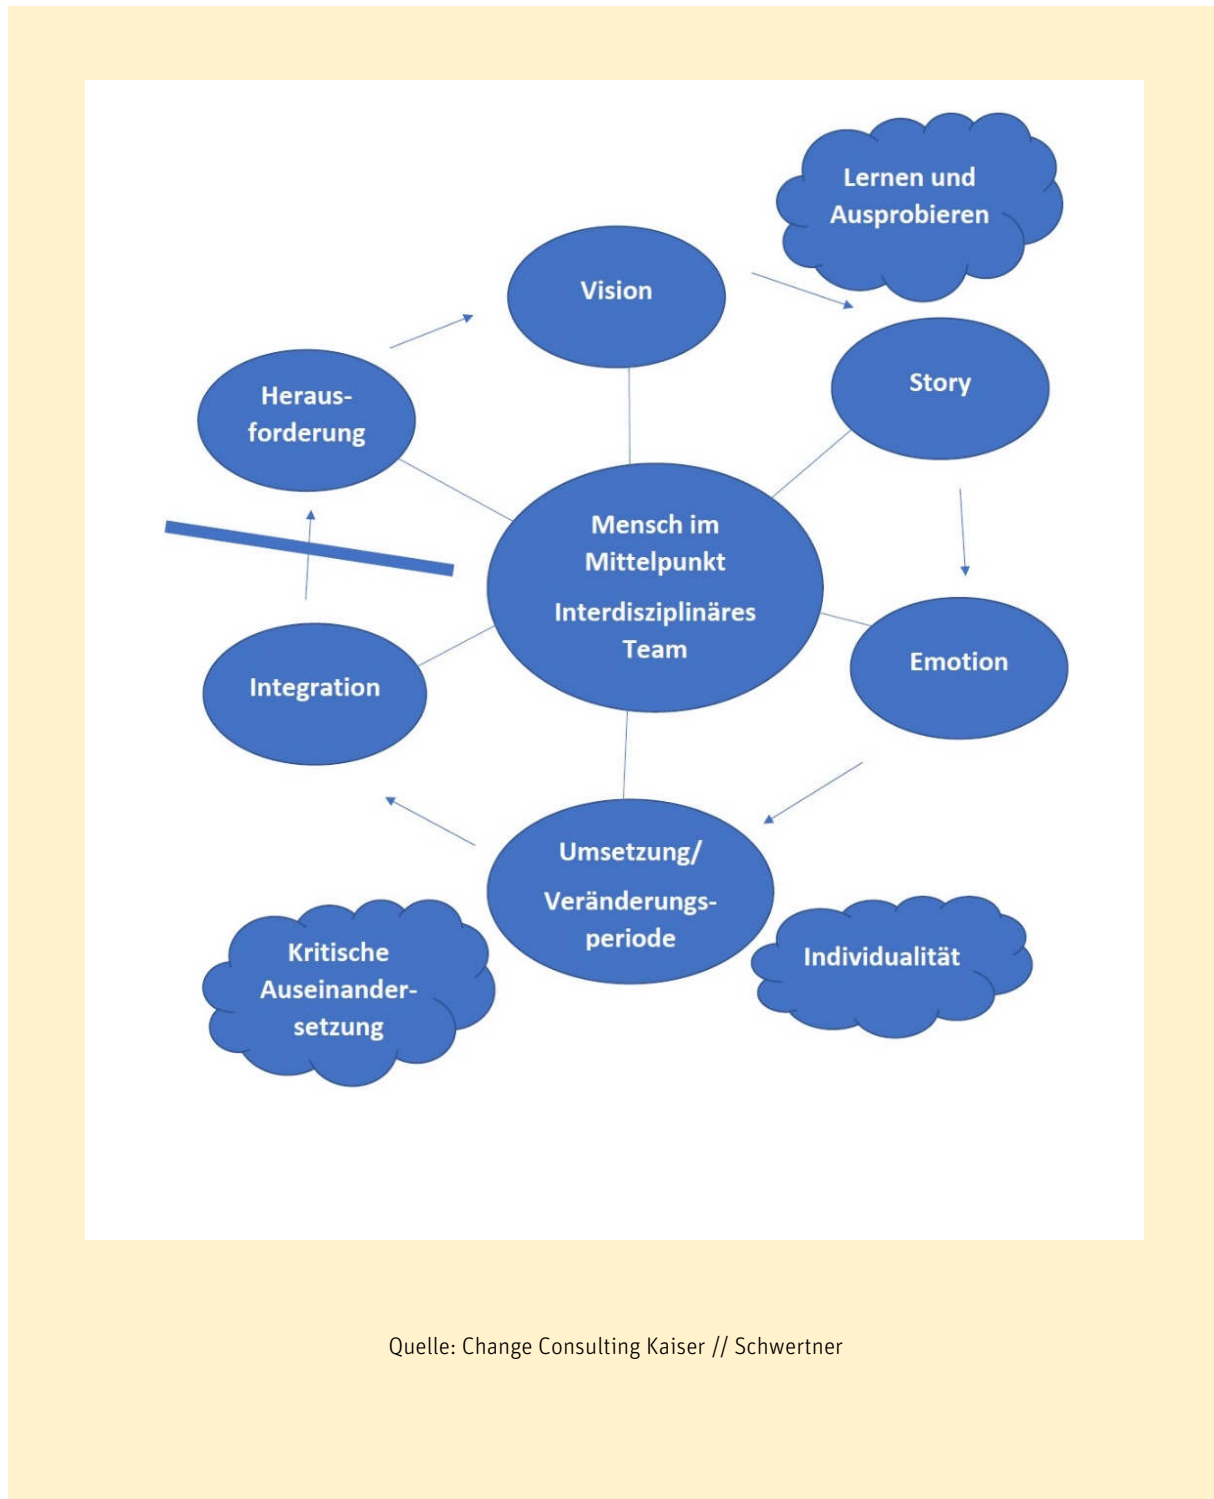 Lernen und
Ausprobieren
Vision
Story
Heraus-
forderung
Mensch im
Mittelpunkt
Interdisziplinäres
Team
Emotion
Integration
Umsetzung/
Veränderungs-
periode
Kritische
Auseinander-
setzung
Individualität
Quelle: Change Consulting Kaiser // Schwertner